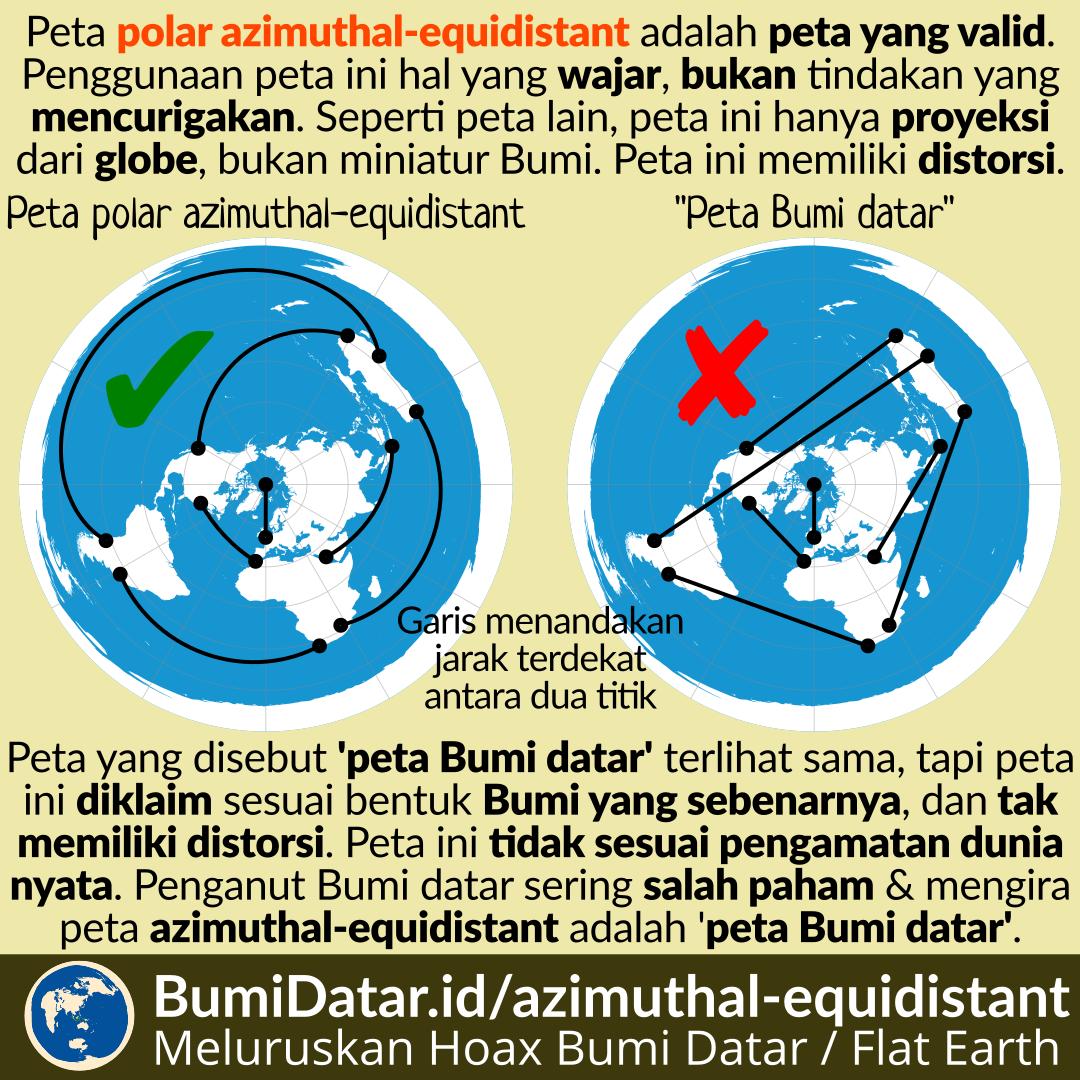 Peta polar azimuthal-equidistant adalah peta yang valid.
Penggunaan peta ini hal yang wajar, bukan tindakan yang
mencurigakan. Seperti peta lain, peta ini hanya proyeksi
dari globe, bukan miniatur Bumi. Peta ini memiliki distorsi.
Peta polar azimuthal-equidistant
"Peta Bumi datar"
Garis menandakan
jarak terdekat
antara dua titik
Peta yang disebut 'peta Bumi datar' terlihat sama, tapi peta
ini diklaim sesuai bentuk Bumi yang sebenarnya, dan tak
memiliki distorsi. Peta ini tidak sesuai pengamatan dunia
nyata. Penganut Bumi datar sering salah paham & mengira
peta azimuthal-equidistant adalah 'peta Bumi datar'.
BumiDatar.id/azimuthal-equidistant
Meluruskan Hoax Bumi Datar / Flat Earth